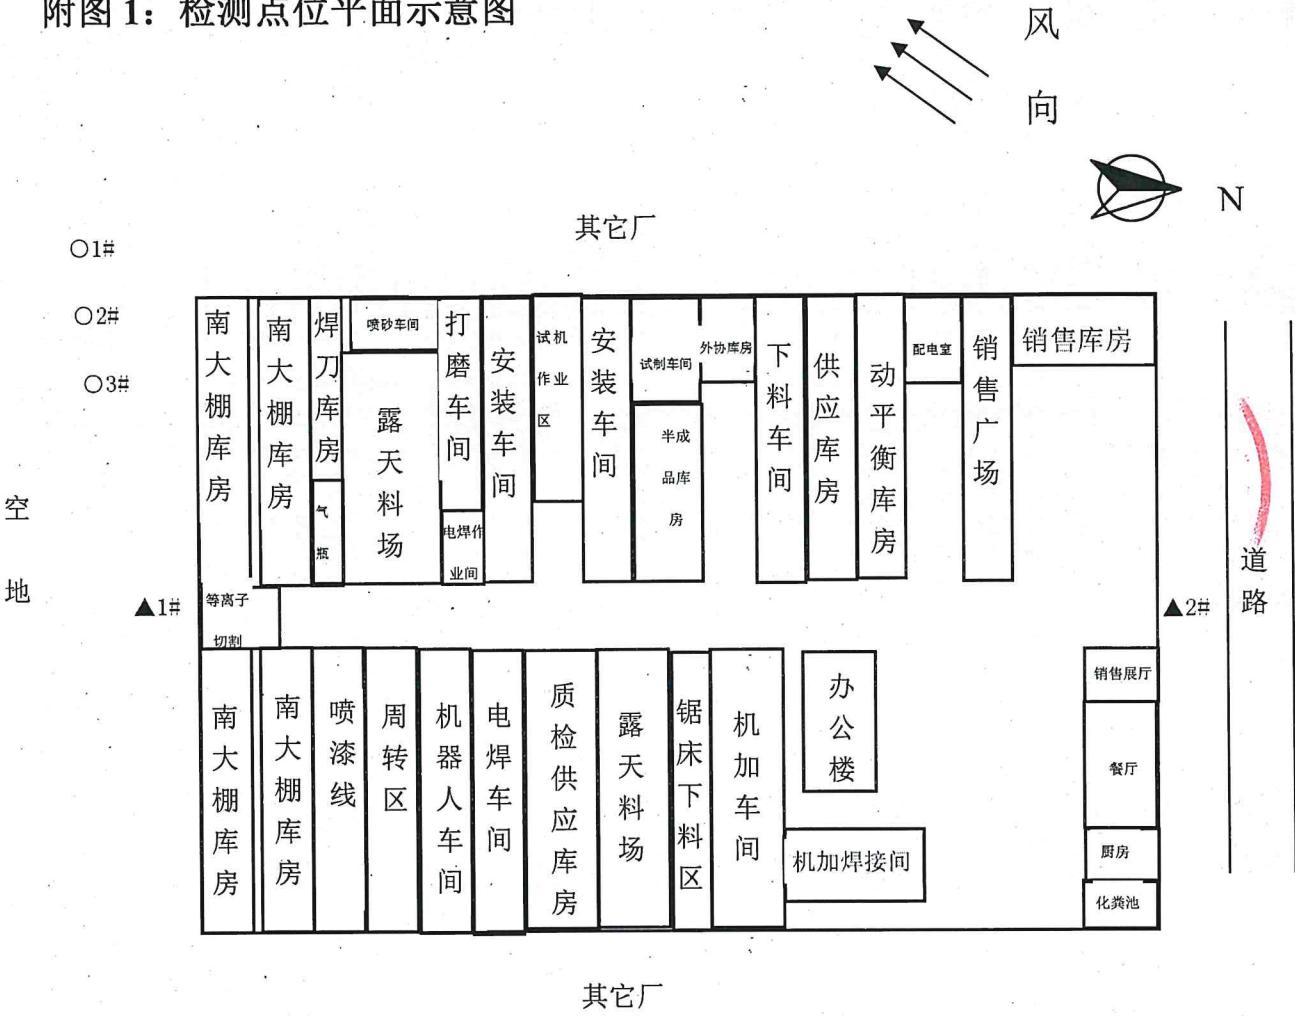 附图1：检测点位平面示意图
风
向
N
其它厂
○1#
○2#
○3#
南大棚库房
南大棚库房
焊刀库房
气瓶
喷砂车间
露天料场
打磨车间
电焊作
业间
安装车间
试机
作业
区
安装车间
试制车间
半成
品库
房
外协库房
下料车间
供应库房
动平衡库房
配电室
销售广场
销售库房
空
地
▲1#
等离子
切割
▲2#
道
路
南大棚库房
南大棚库房
喷漆线
周转区
机器人车间
电焊车间
质检供应库房
露天料场
锯床下料区
机加车间
办公楼
机加焊接间
销售展厅
餐厅
厨房
化粪池
其它厂